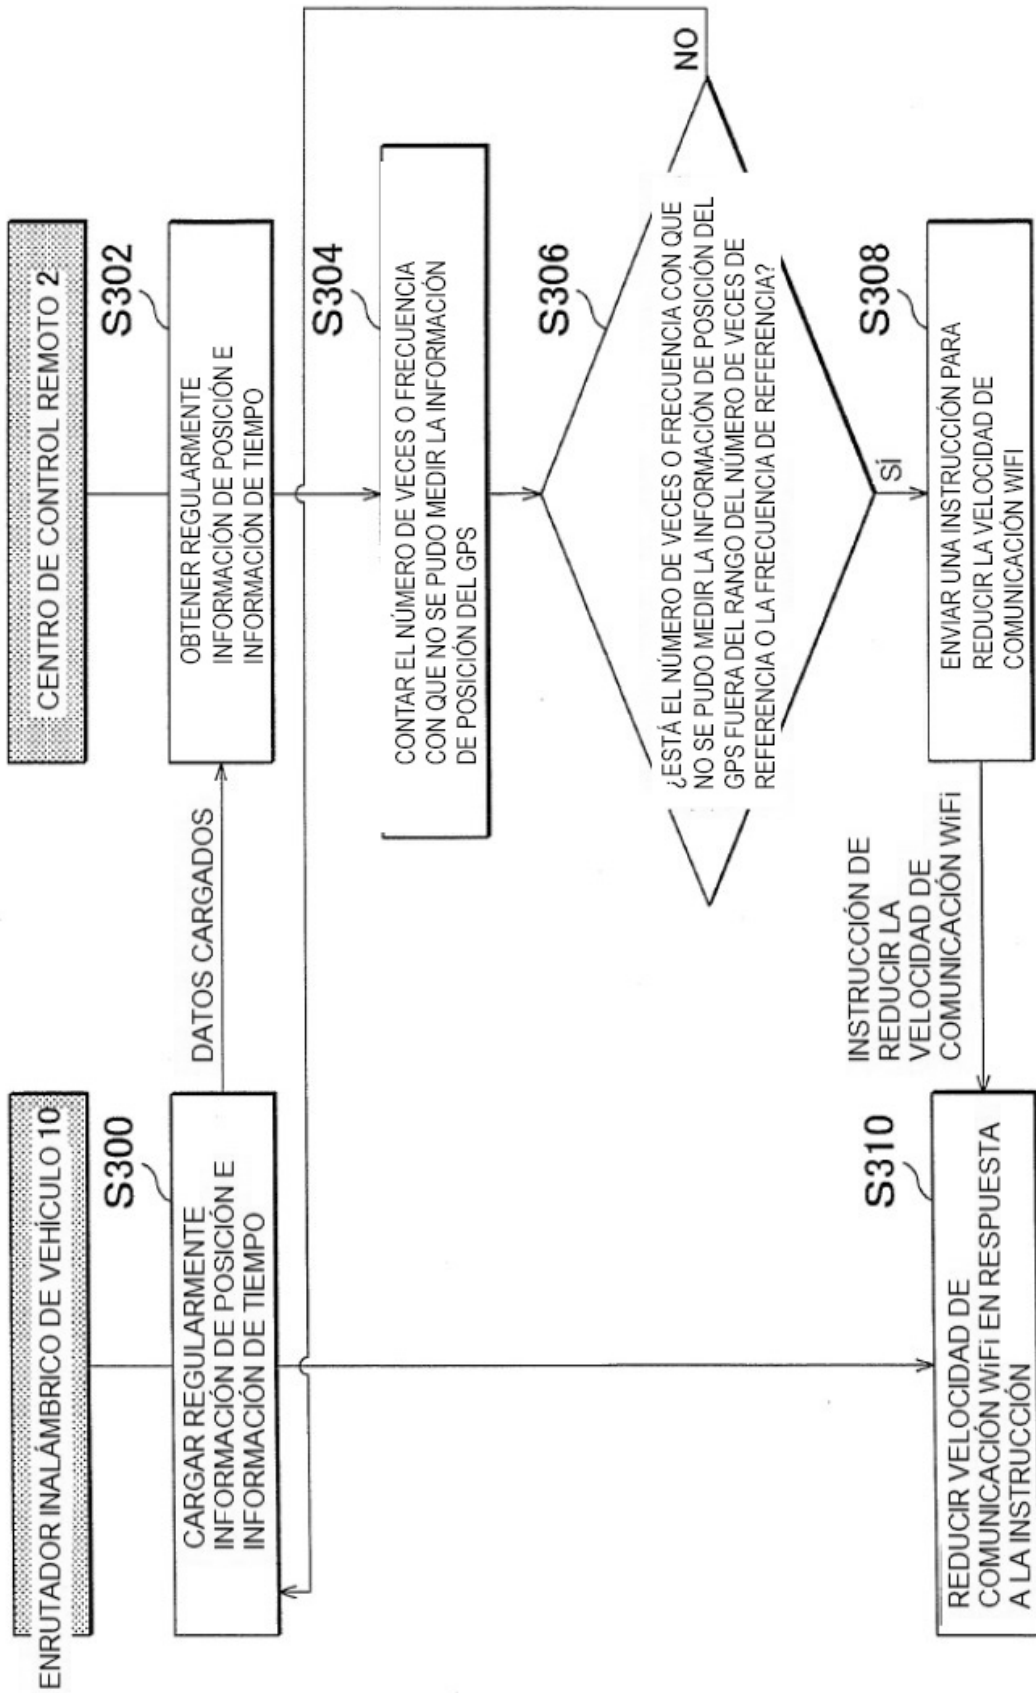 ENRUTADOR INALÁMBRICO DE VEHÍCULO 10
CENTRO DE CONTROL REMOTO 2
S300
CARGAR REGULARMENTE
INFORMACIÓN DE POSICIÓN E
INFORMACIÓN DE TIEMPO
DATOS CARGADOS
S302
OBTENER REGULARMENTE
INFORMACIÓN DE POSICIÓN E
INFORMACIÓN DE TIEMPO
S304
CONTAR EL NÚMERO DE VECES O FRECUENCIA
CON QUE NO SE PUDO MEDIR LA INFORMACIÓN
DE POSICIÓN DEL GPS
S306
¿ESTÁ EL NÚMERO DE VECES O FRECUENCIA CON QUE
NO SE PUDO MEDIR LA INFORMACIÓN DE POSICIÓN DEL
GPS FUERA DEL RANGO DEL NÚMERO DE VECES DE
REFERENCIA O LA FRECUENCIA DE REFERENCIA?
NO
SÍ
S308
ENVIAR UNA INSTRUCCIÓN PARA
REDUCIR LA VELOCIDAD DE
COMUNICACIÓN WIFI
INSTRUCCIÓN DE
REDUCIR LA
VELOCIDAD DE
COMUNICACIÓN WiFi
S310
REDUCIR VELOCIDAD DE
COMUNICACIÓN WiFi EN RESPUESTA
A LA INSTRUCCIÓN